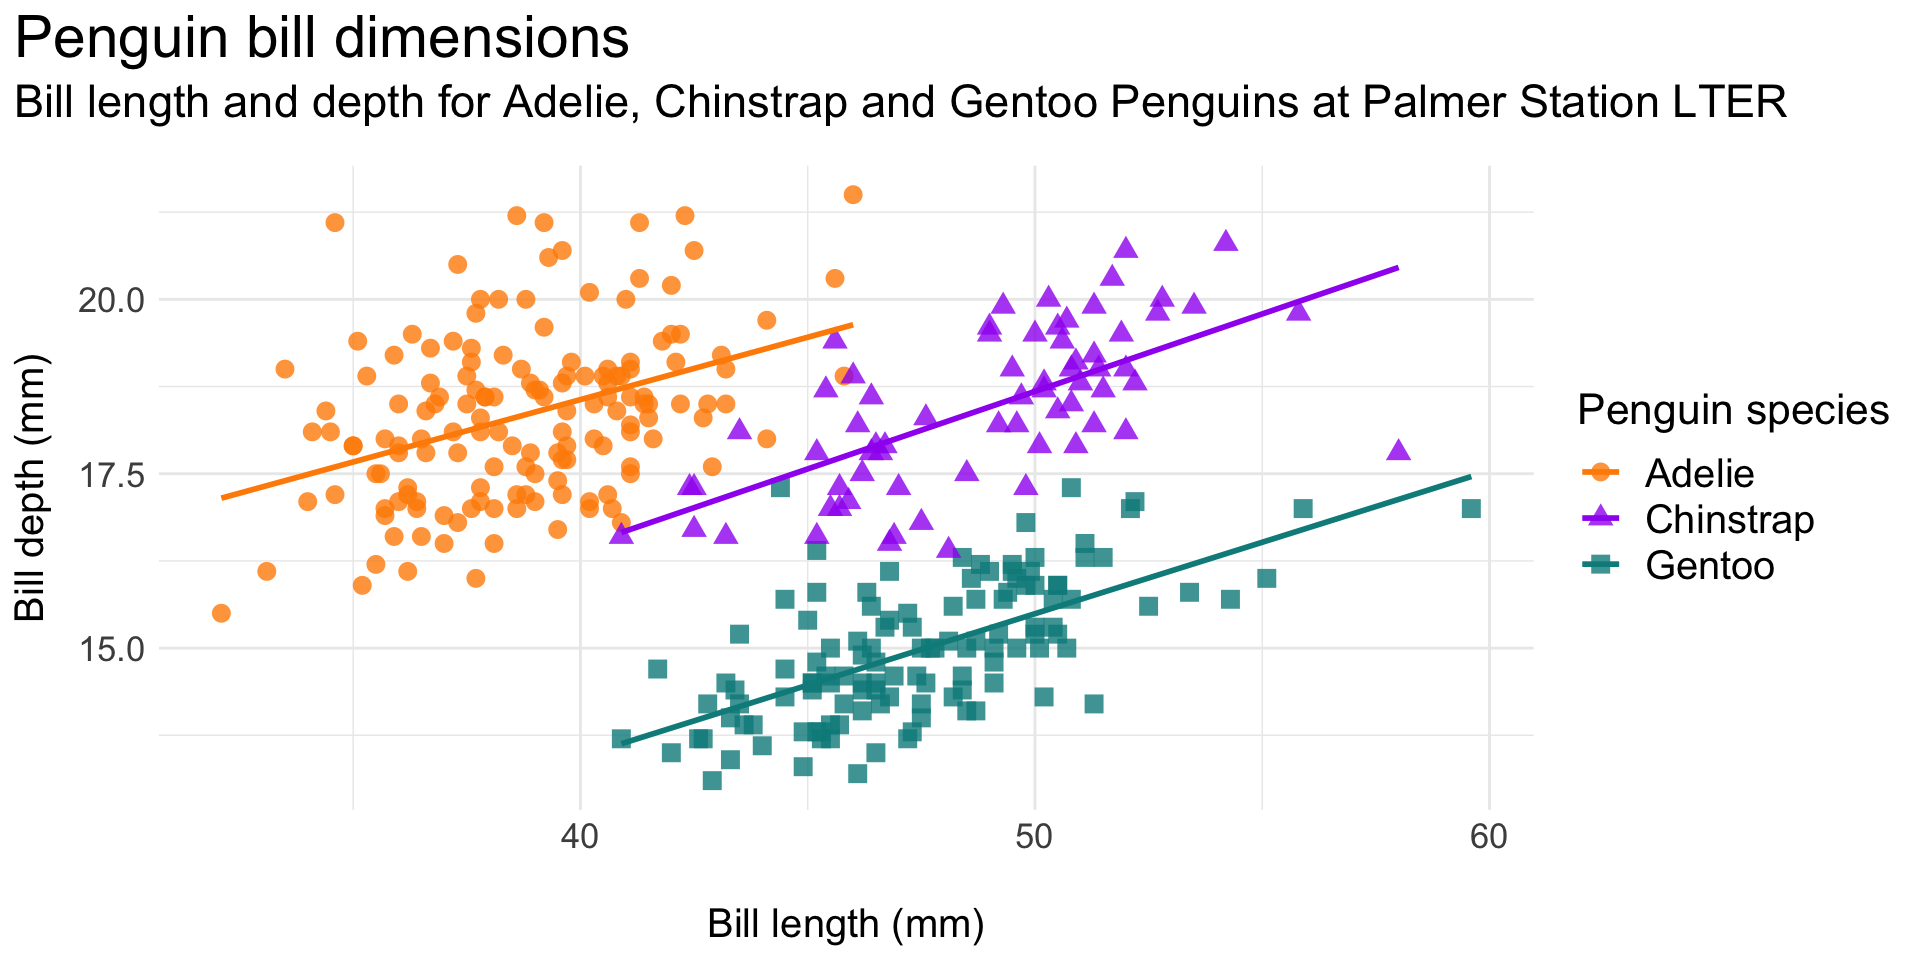 Penguin bill dimensions
Bill length and depth for Adelie, Chinstrap and Gentoo Penguins at Palmer Station LTER
Bill depth (mm)
20.0
17.5
15.0
40
50
60
Bill length (mm)
Penguin species
Adelie
Chinstrap
Gentoo